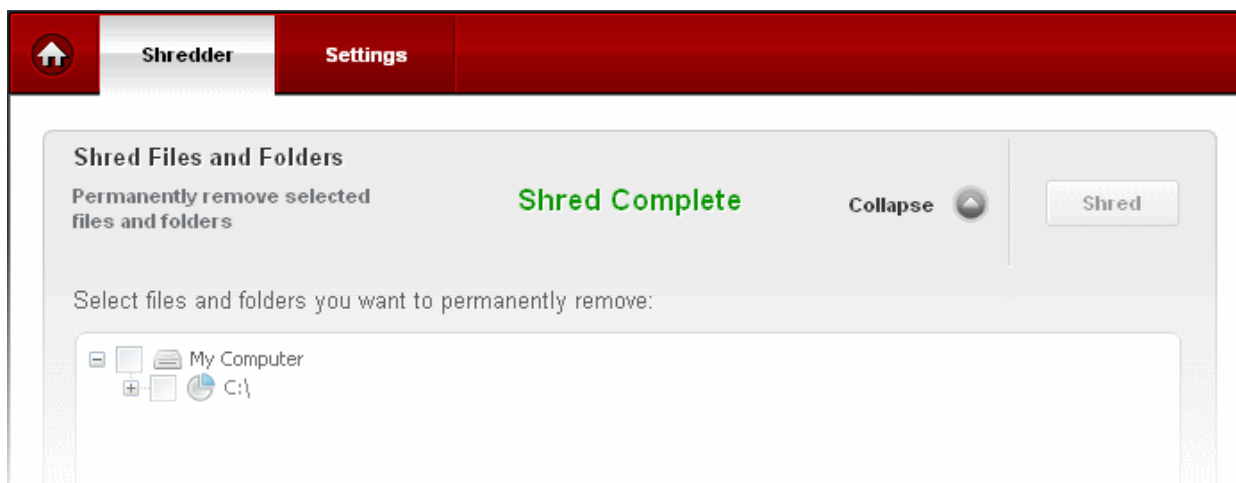 Shredder Settings
Shred Files and Folders
Permanently remove selected
files and folders
Shred Complete
Collapse
Shred
Select files and folders you want to permanently remove:
My Computer
C:\